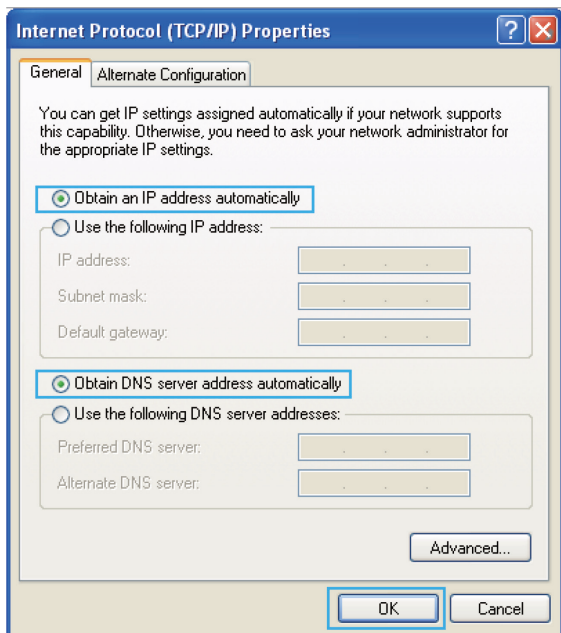 Internet Protocol (TCP/IP) Properties
General
Alternate Configuration
You can get IP settings assigned automatically if your network supports
this capability. Otherwise, you need to ask your network administrator for
the appropriate IP settings.
Obtain an IP address automatically
Use the following IP address:
IP address:
Subnet mask:
Default gateway:
Obtain DNS server address automatically
Use the following DNS server addresses:
Preferred DNS server:
Alternate DNS server:
Advanced...
OK
Cancel